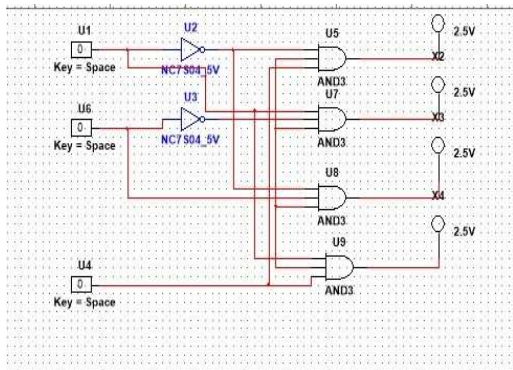 U1
0
Key = Space
U2
NC7S04_5V
U5
AND3
2.5V
X2
U6
0
Key = Space
U3
NC7S04_5V
U7
AND3
2.5V
X3
U8
AND3
2.5V
X4
U9
AND3
2.5V
U4
0
Key = Space